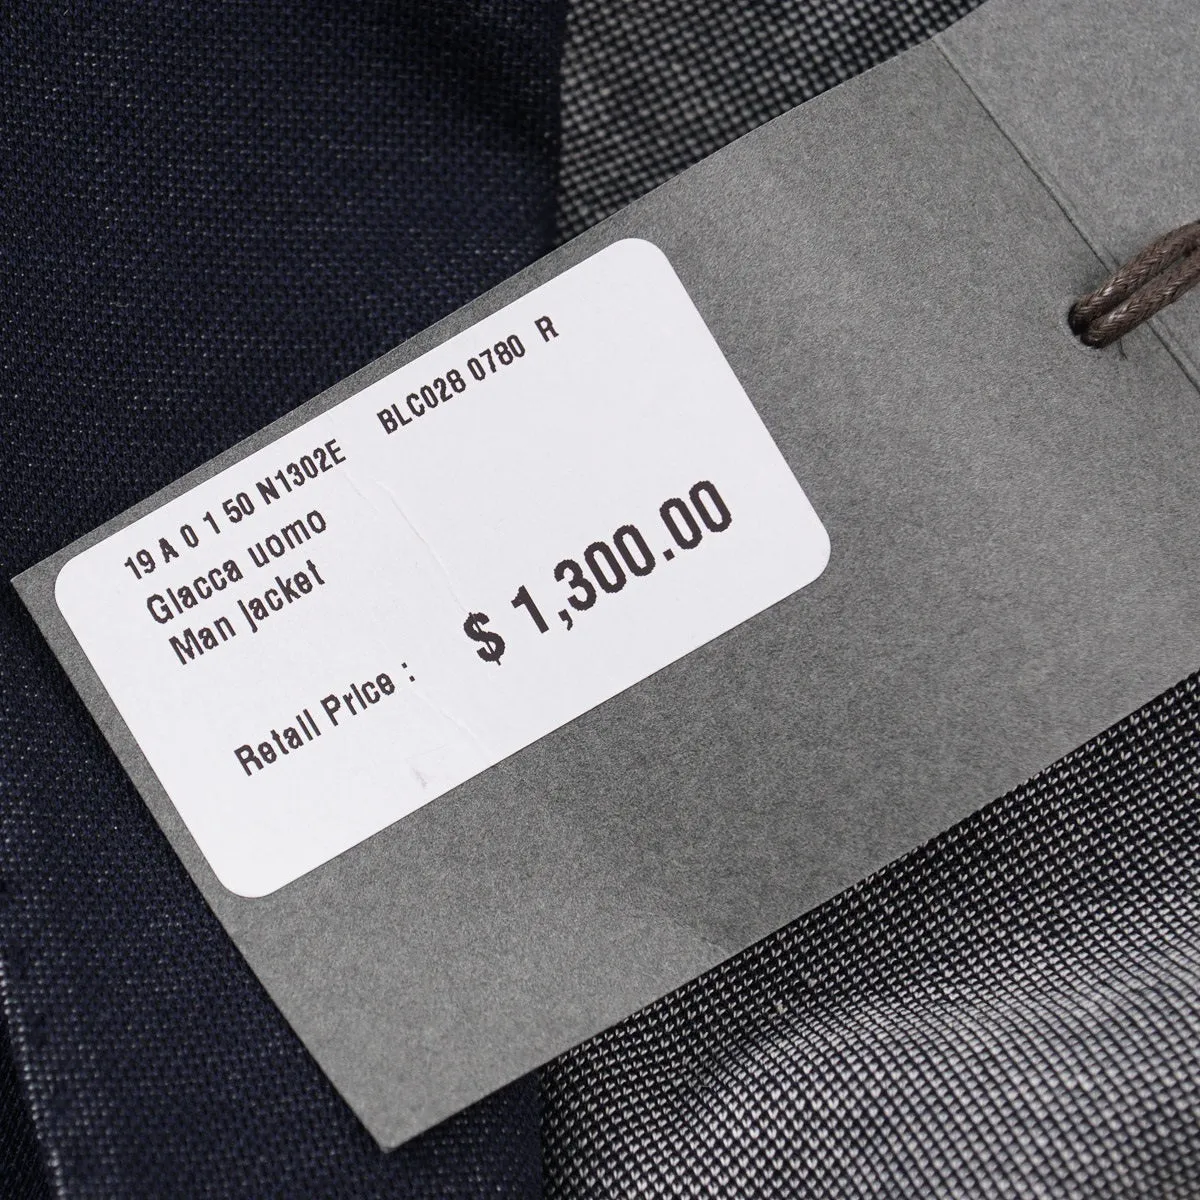 19 A 0 1 50 N1302E BLC028 0780 R
Giacca uomo
Man jacket
Retail Price : $ 1,300.00